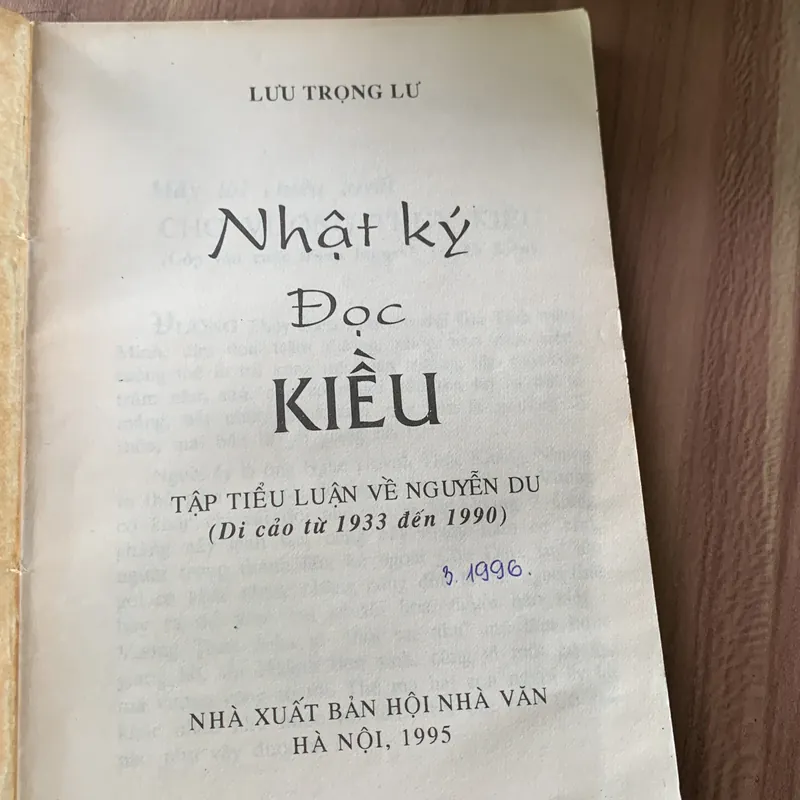 LƯU TRỌNG LƯ
Nhật ký
Đọc
KIỀU
TẬP TIỂU LUẬN VỀ NGUYỄN DU
(Di cảo từ 1933 đến 1990)
3.1996.
NHÀ XUẤT BẢN HỘI NHÀ VĂN
HÀ NỘI, 1995